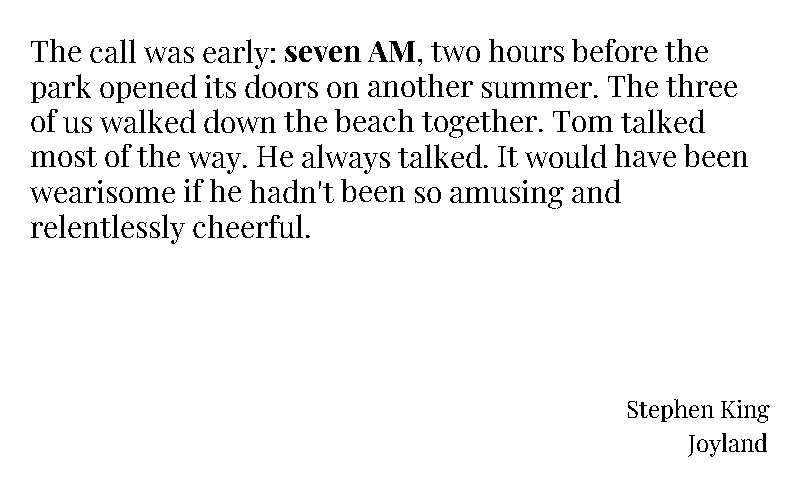 The call was early: seven AM, two hours before the
park opened its doors on another summer. The three
of us walked down the beach together. Tom talked
most of the way. He always talked. It would have been
wearisome if he hadn't been so amusing and
relentlessly cheerful.
Stephen King
Joyland